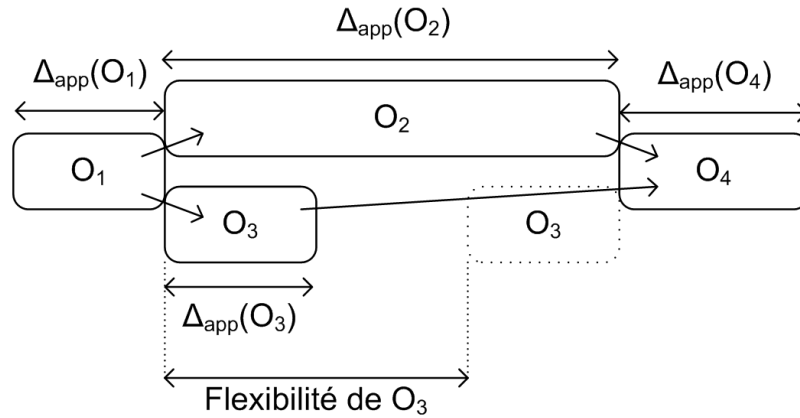 Δapp(O2)
Δapp(O1)
Δapp(O4)
O2
O1
O4
O3
O3
Δapp(O3)
Flexibilité de O3